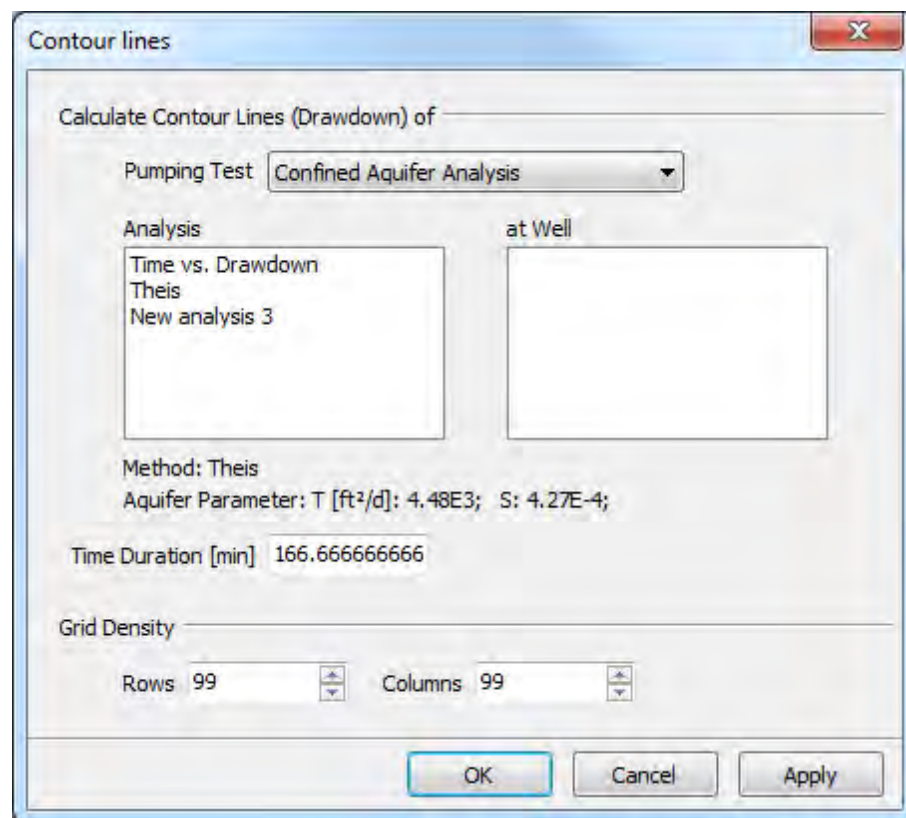 Contour lines
Calculate Contour Lines (Drawdown) of
Pumping Test Confined Aquifer Analysis
Analysis at Well
Time vs. Drawdown
Theis
New analysis 3
Method: Theis
Aquifer Parameter: T [ft²/d]: 4.48E3; S: 4.27E-4;
Time Duration [min] 166.666666666
Grid Density
Rows 99 Columns 99
OK Cancel Apply